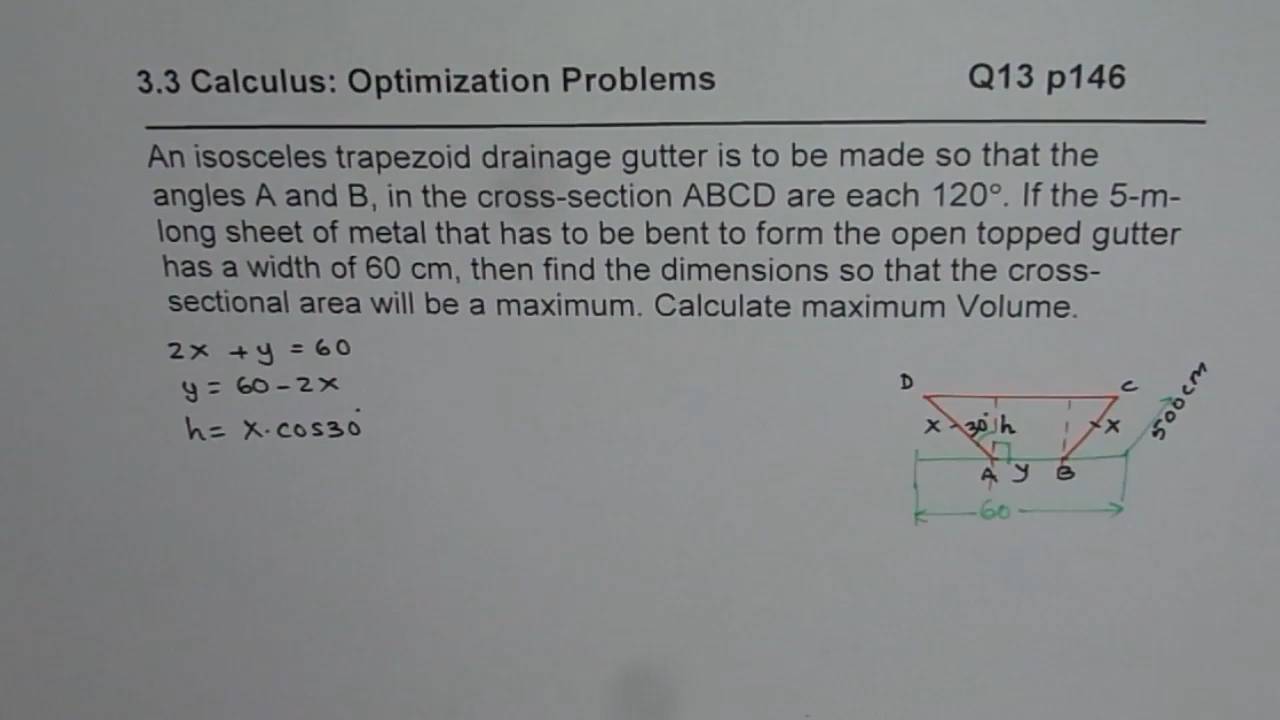 3.3 Calculus: Optimization Problems Q13 p146
An isosceles trapezoid drainage gutter is to be made so that the
angles A and B, in the cross-section ABCD are each 120°. If the 5-m-
long sheet of metal that has to be bent to form the open topped gutter
has a width of 60 cm, then find the dimensions so that the cross-
sectional area will be a maximum. Calculate maximum Volume.
2x + y = 60
y = 60 - 2x
h = x·cos30°
D C
x 30° h x 500cm
A y B
60